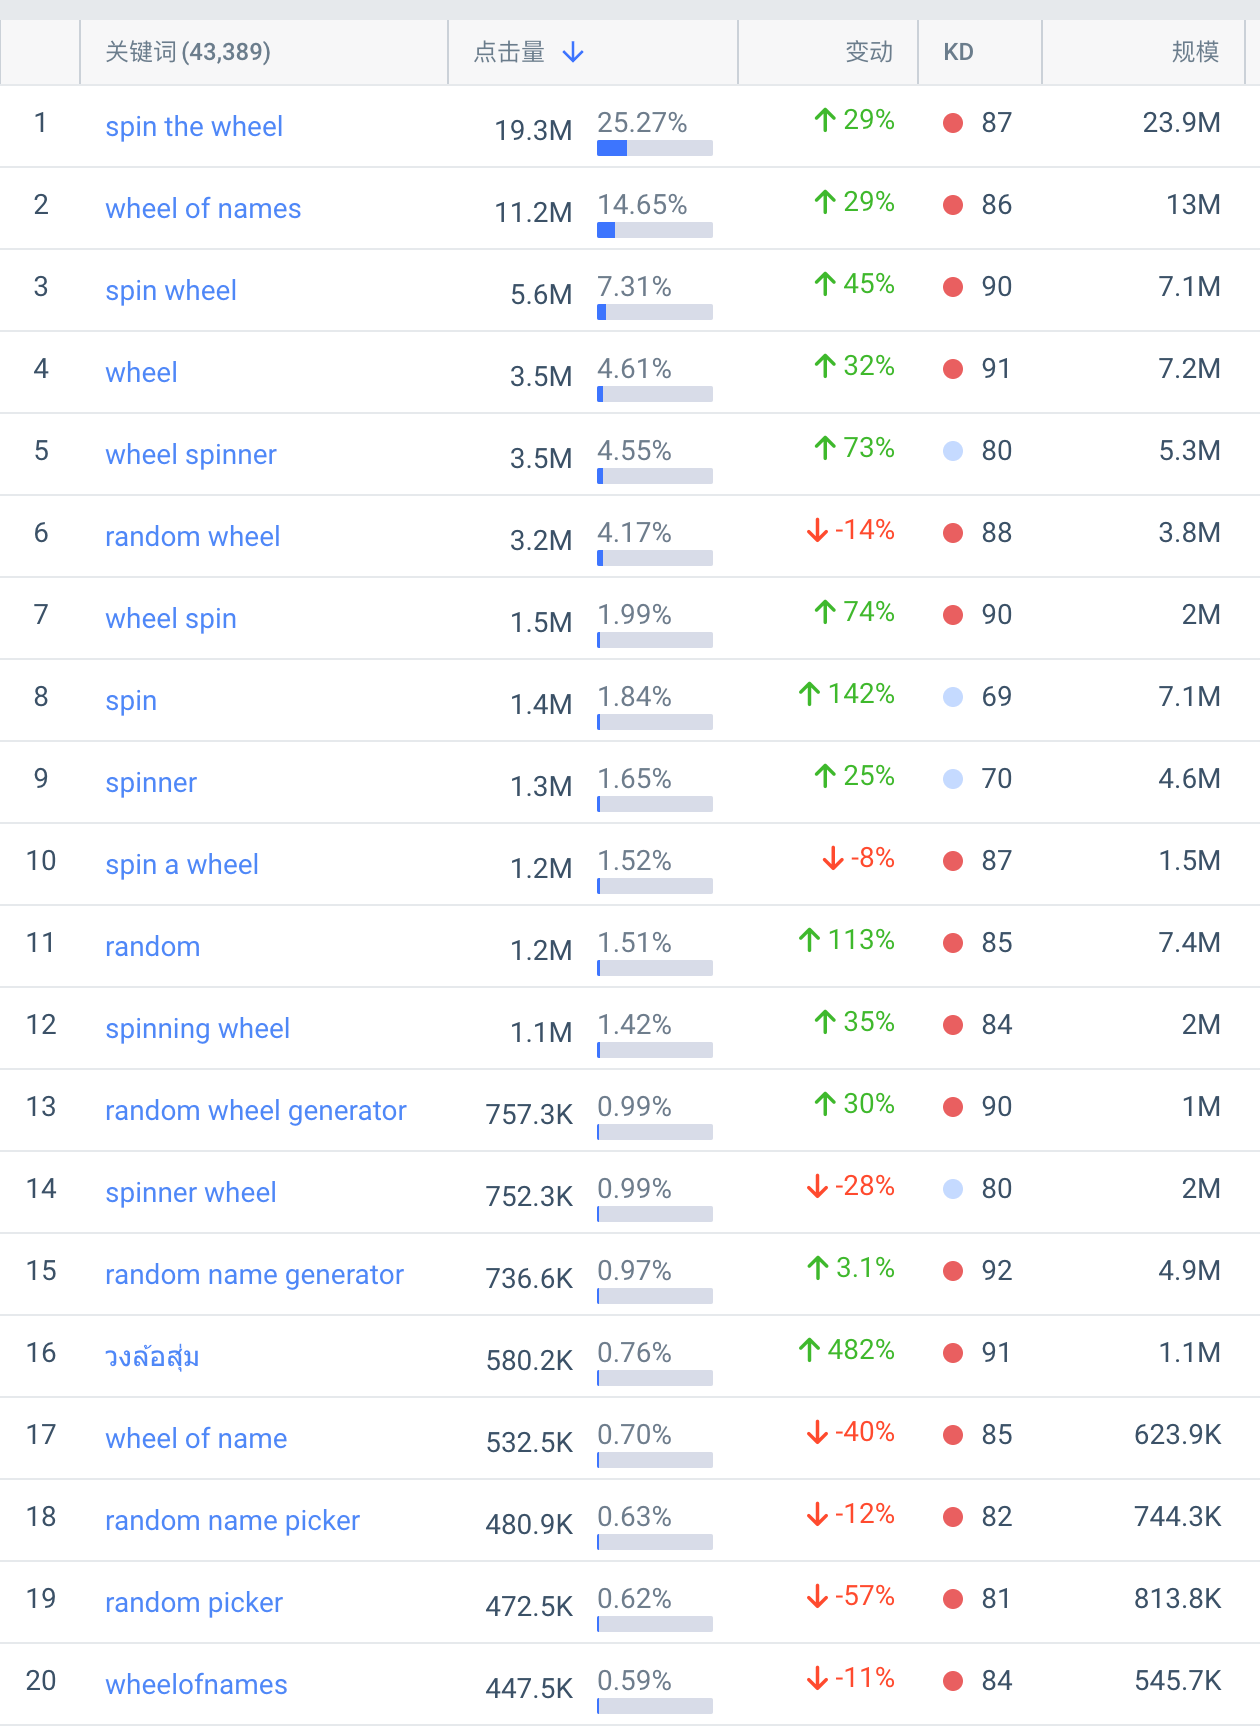 关键词 (43,389) 点击量 ↓ 变动 KD 规模
1 spin the wheel 19.3M 25.27% ↑ 29% 87 23.9M
2 wheel of names 11.2M 14.65% ↑ 29% 86 13M
3 spin wheel 5.6M 7.31% ↑ 45% 90 7.1M
4 wheel 3.5M 4.61% ↑ 32% 91 7.2M
5 wheel spinner 3.5M 4.55% ↑ 73% 80 5.3M
6 random wheel 3.2M 4.17% ↓ -14% 88 3.8M
7 wheel spin 1.5M 1.99% ↑ 74% 90 2M
8 spin 1.4M 1.84% ↑ 142% 69 7.1M
9 spinner 1.3M 1.65% ↑ 25% 70 4.6M
10 spin a wheel 1.2M 1.52% ↓ -8% 87 1.5M
11 random 1.2M 1.51% ↑ 113% 85 7.4M
12 spinning wheel 1.1M 1.42% ↑ 35% 84 2M
13 random wheel generator 757.3K 0.99% ↑ 30% 90 1M
14 spinner wheel 752.3K 0.99% ↓ -28% 80 2M
15 random name generator 736.6K 0.97% ↑ 3.1% 92 4.9M
16 วงล้อสุ่ม 580.2K 0.76% ↑ 482% 91 1.1M
17 wheel of name 532.5K 0.70% ↓ -40% 85 623.9K
18 random name picker 480.9K 0.63% ↓ -12% 82 744.3K
19 random picker 472.5K 0.62% ↓ -57% 81 813.8K
20 wheelofnames 447.5K 0.59% ↓ -11% 84 545.7K